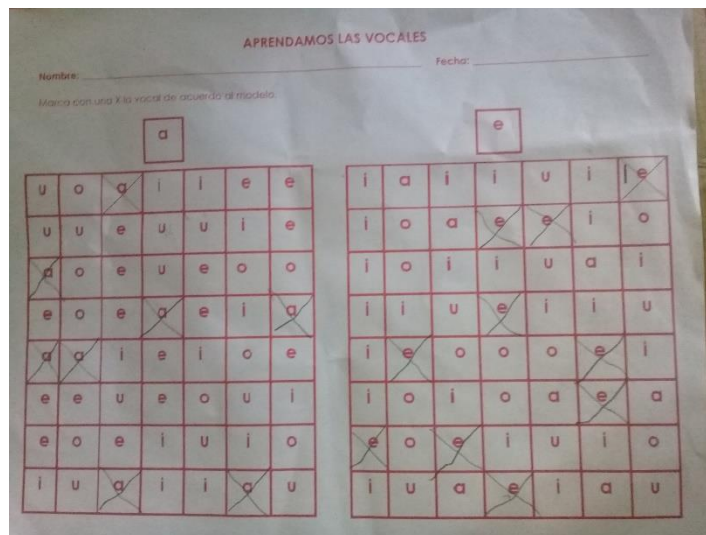 APRENDAMOS LAS VOCALES
Nombre: Fecha:
Marca con una X la vocal de acuerdo al modelo.
a
u o a i i e e
u u e u u i e
a o e u e o o
e o e a e i a
a a i e i o e
e e u e o u i
e o e i u i o
i u a i i a u
e
i a i i u i e
i o a e e i o
i o i i u a i
i i u e i i u
i e o o o e i
i o i o a e a
e o e i u i o
i u a e i a u